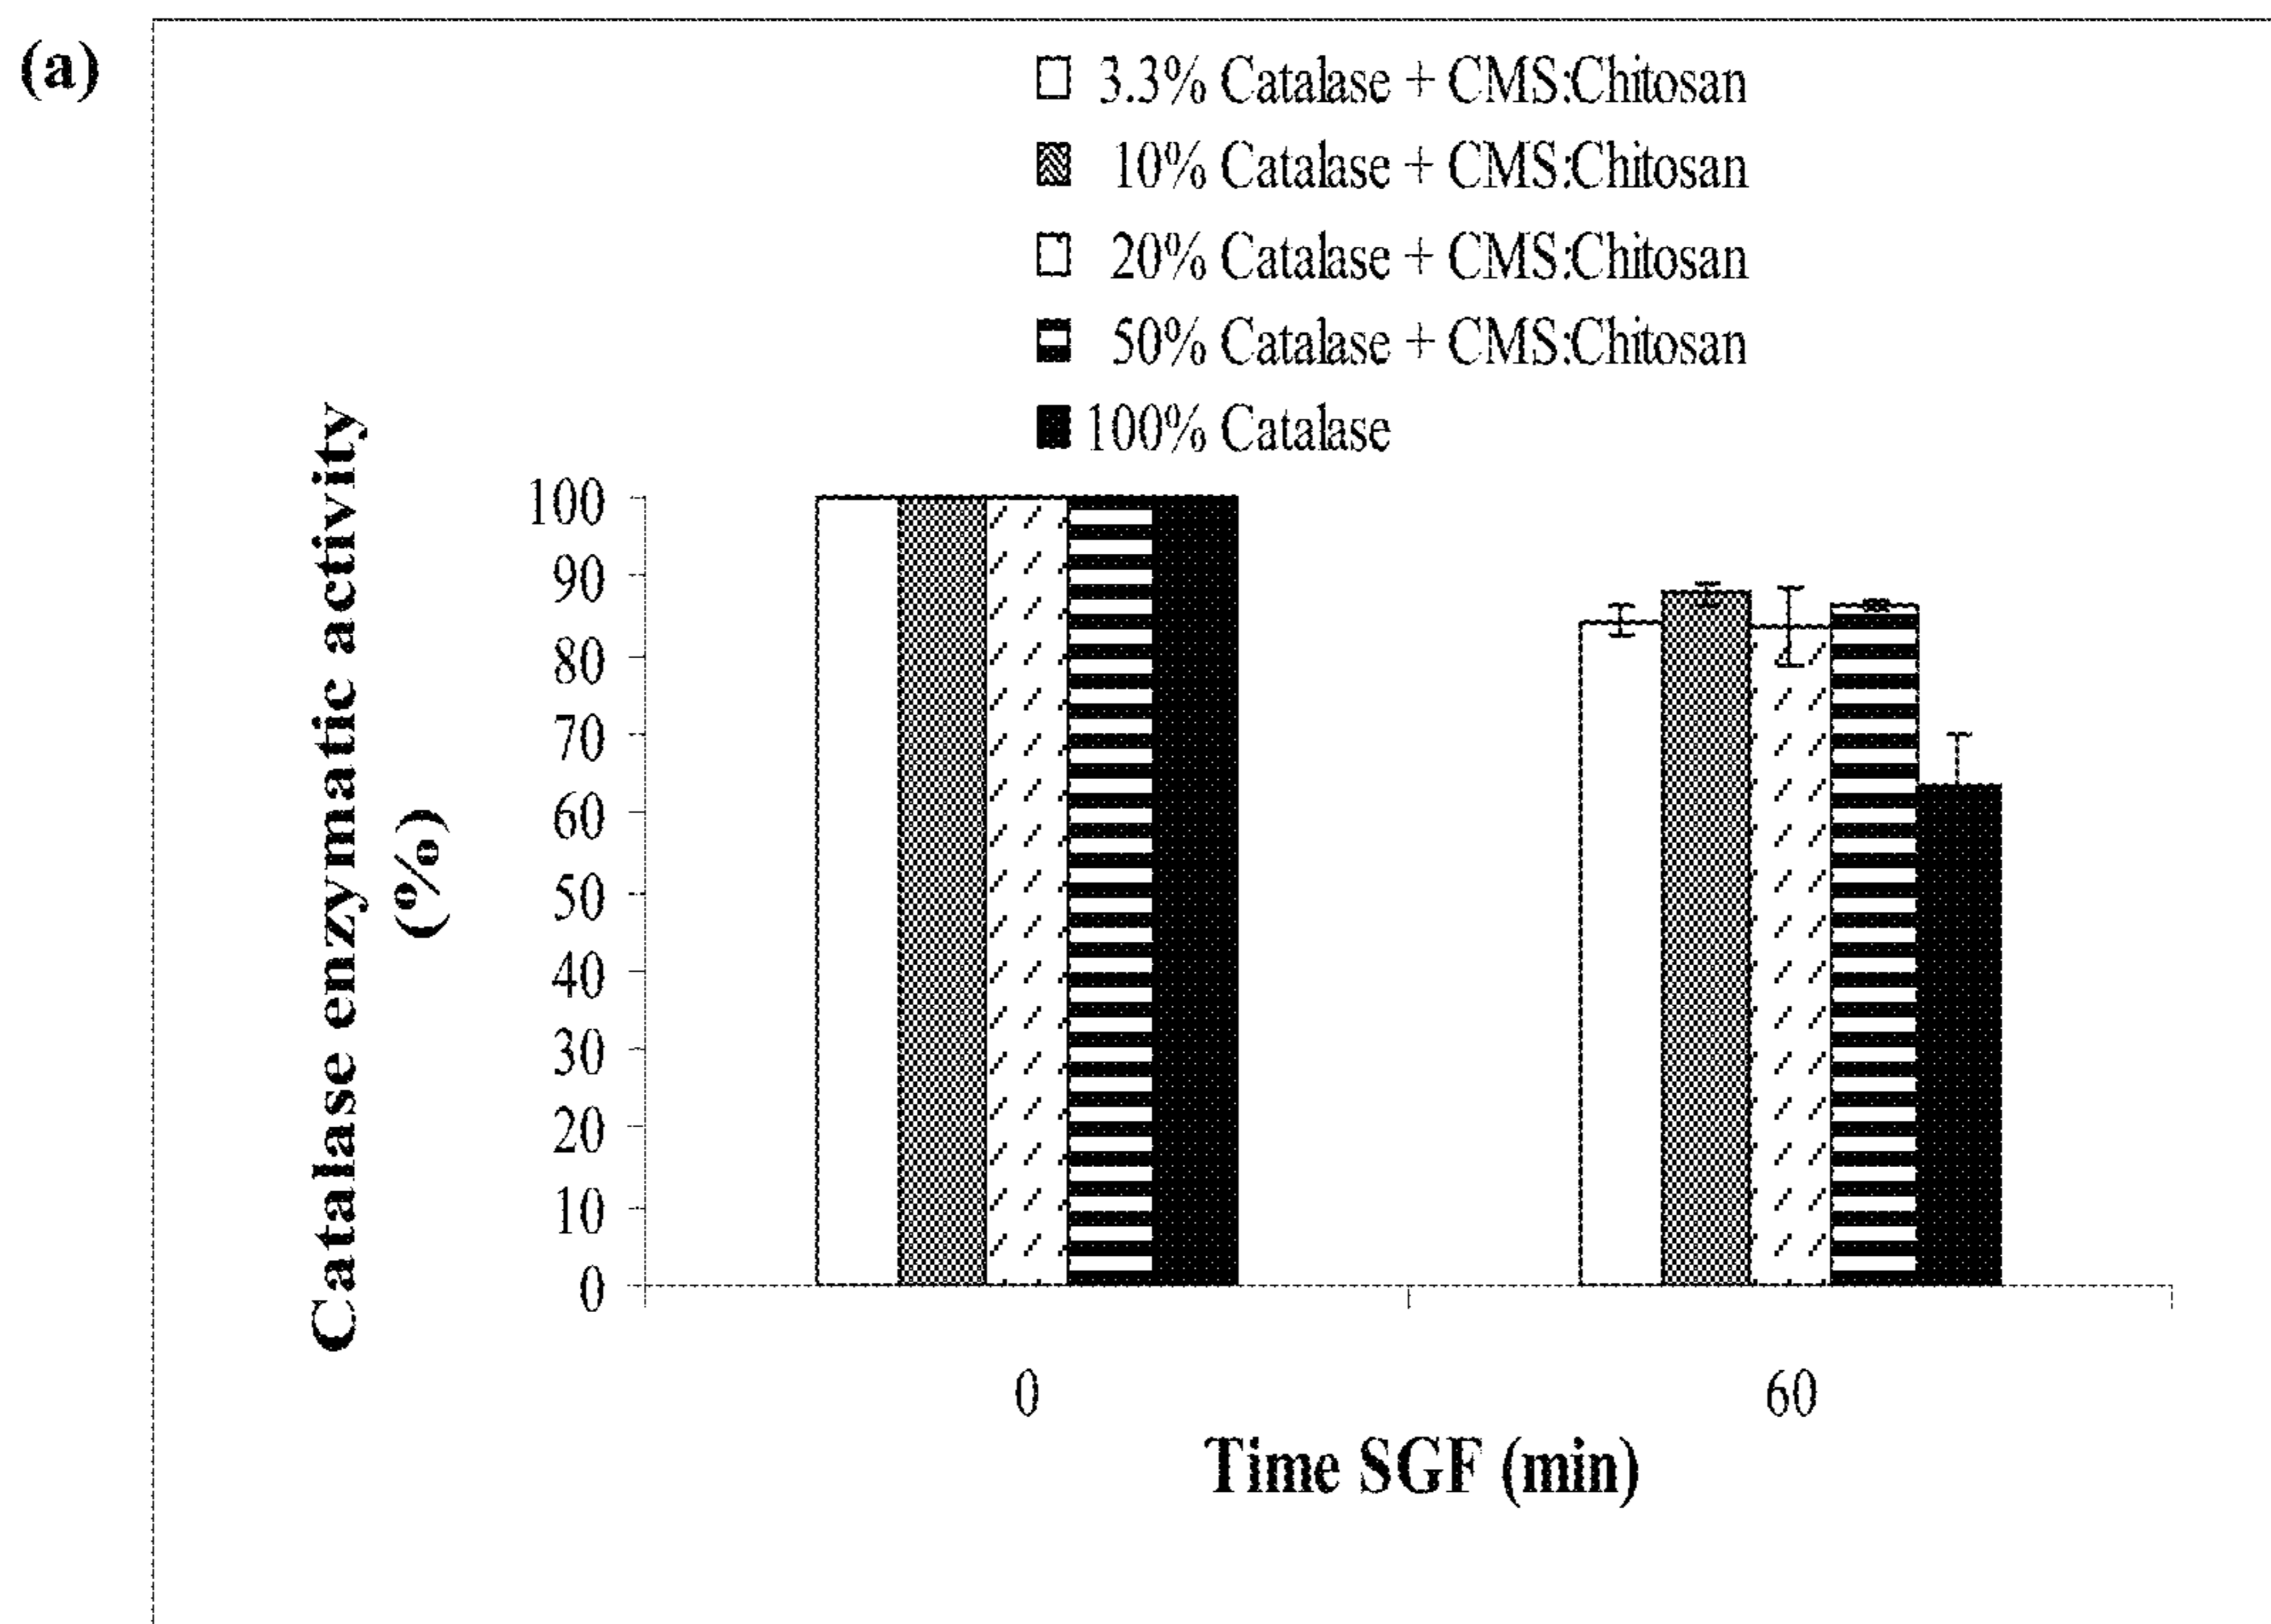 (a)
3.3% Catalase + CMS:Chitosan
10% Catalase + CMS:Chitosan
20% Catalase + CMS:Chitosan
50% Catalase + CMS:Chitosan
100% Catalase
Catalase enzymatic activity
(%)
100
90
80
70
60
50
40
30
20
10
0
0
60
Time SGF (min)